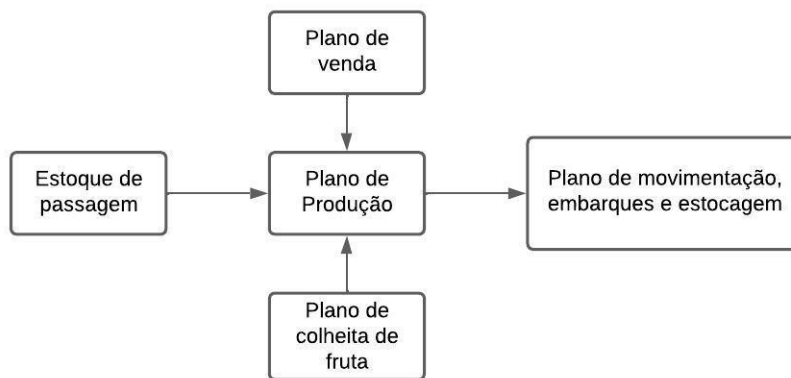 Plano de
venda
Estoque de
passagem
Plano de
Produção
Plano de movimentação,
embarques e estocagem
Plano de
colheita de
fruta